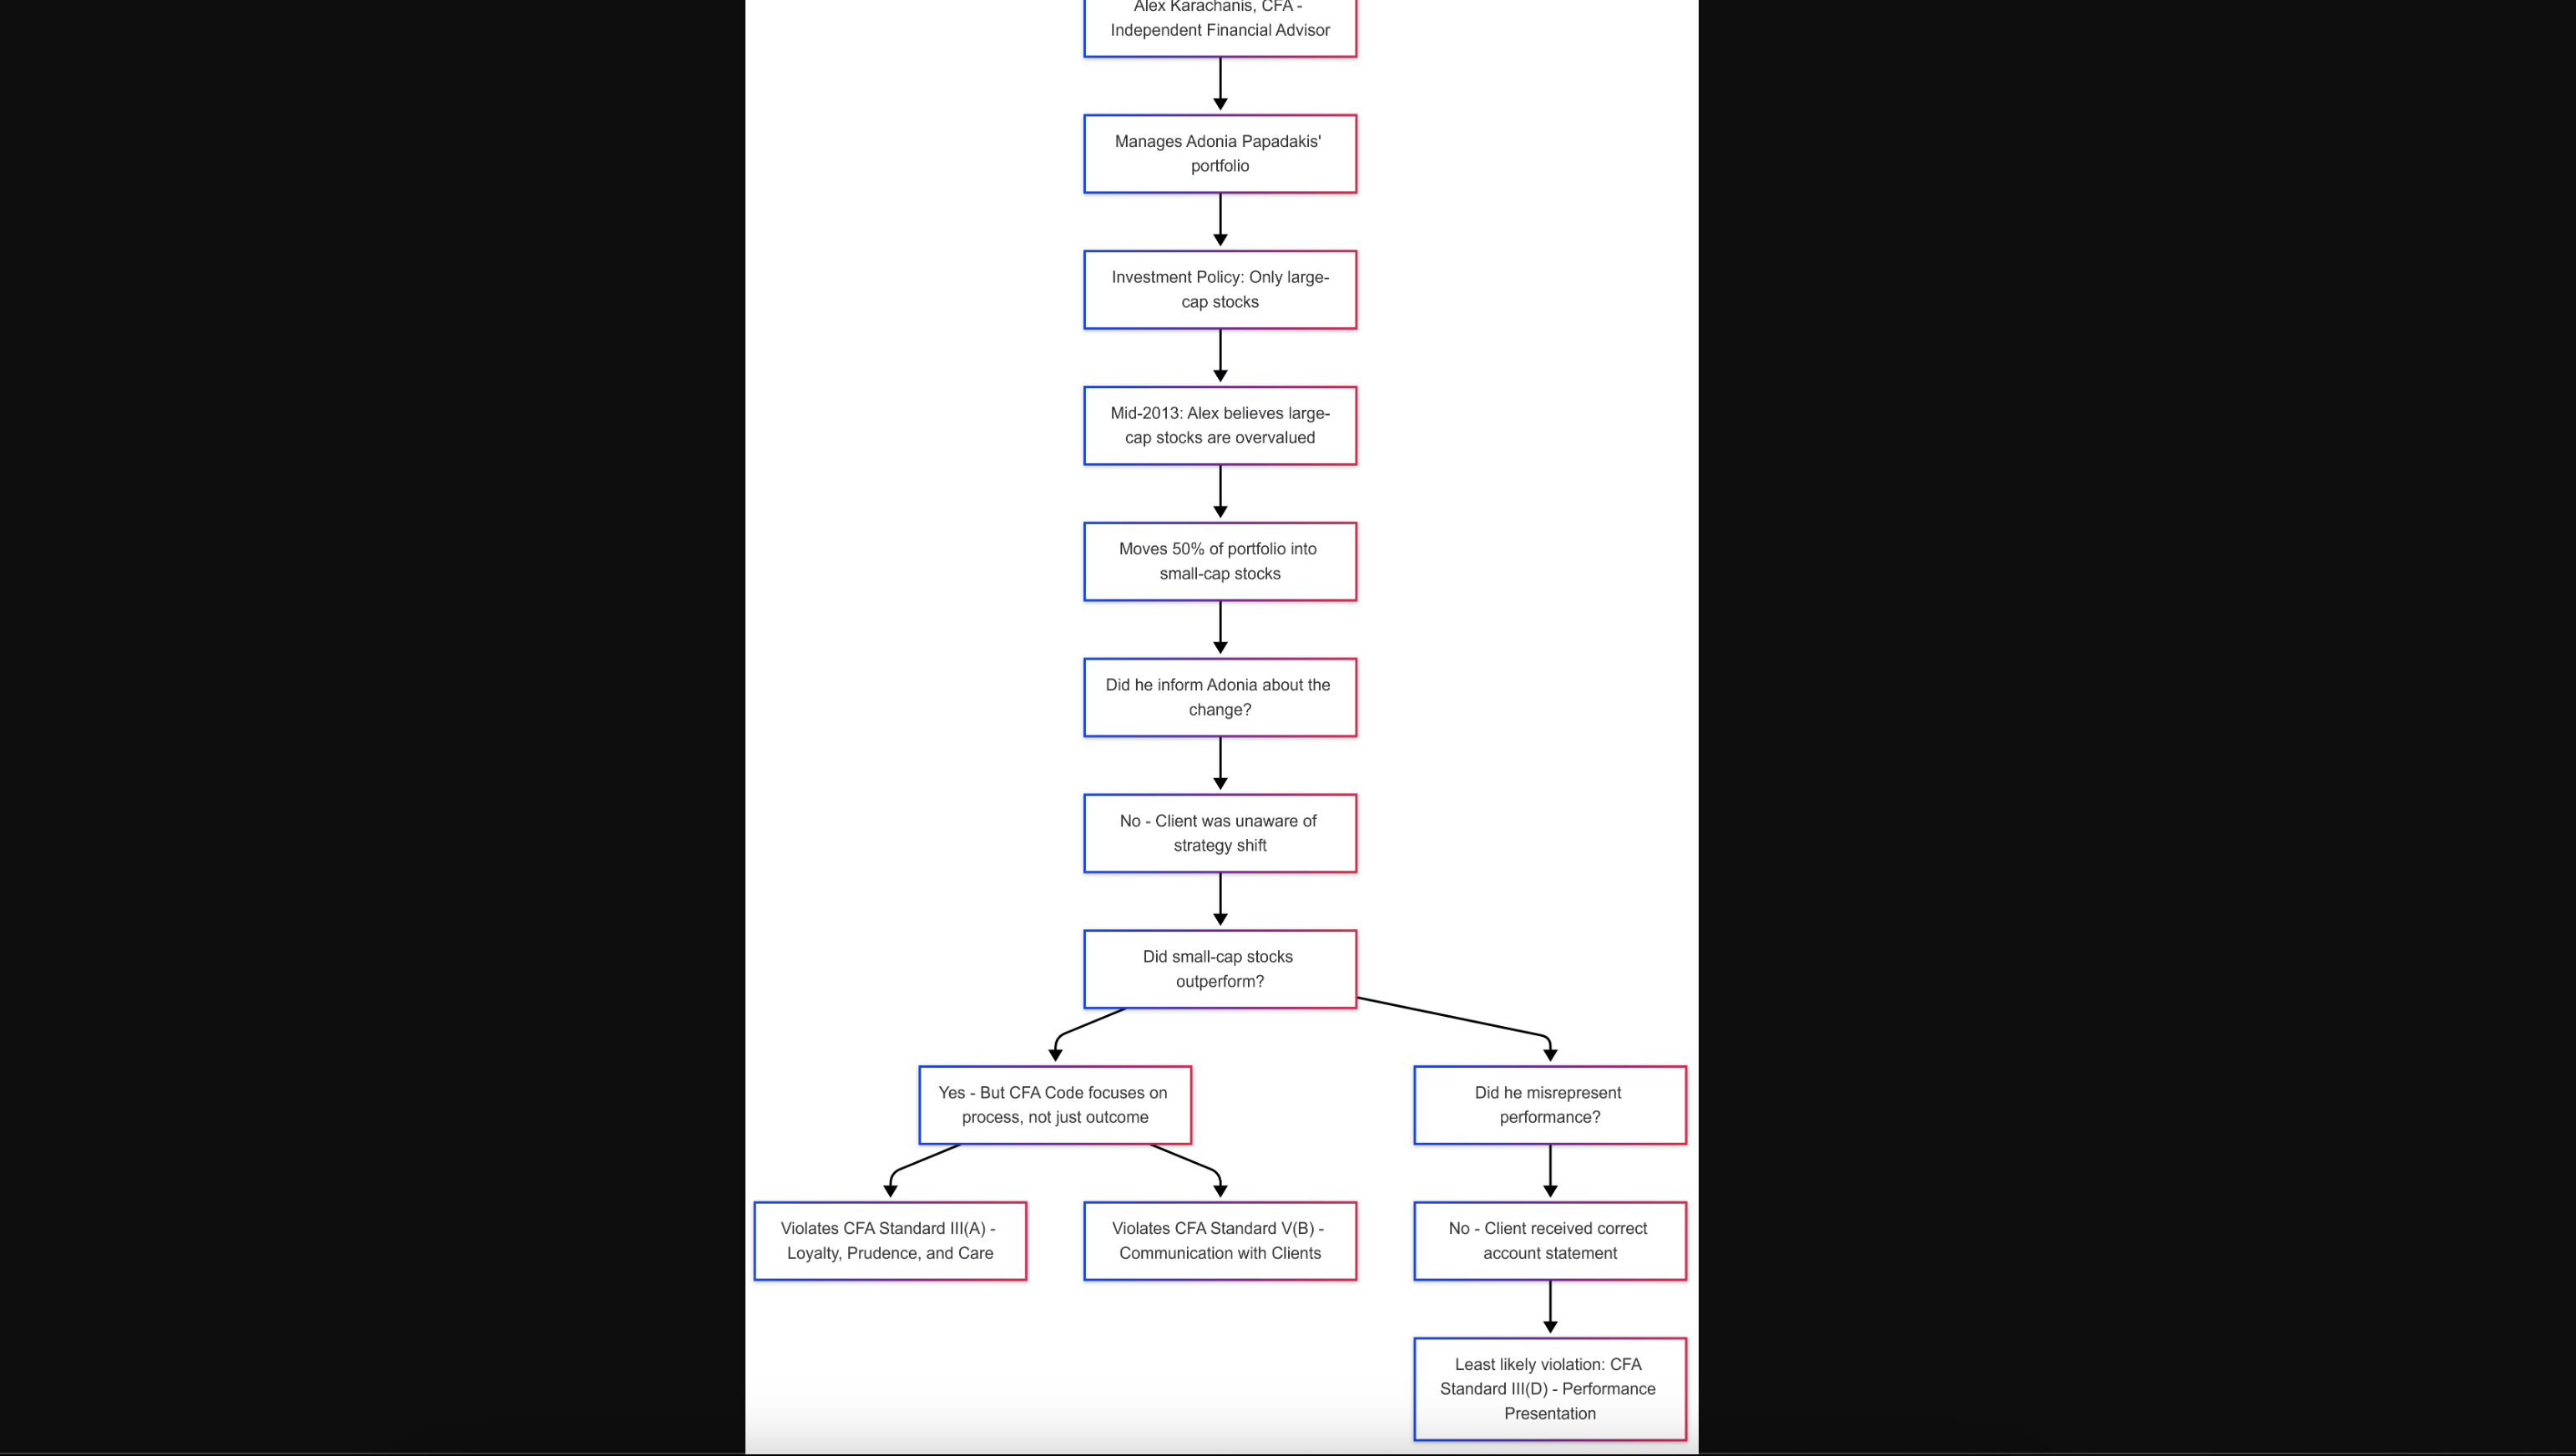 Alex Karachanis, CFA -
Independent Financial Advisor
Manages Adonia Papadakis'
portfolio
Investment Policy: Only large-
cap stocks
Mid-2013: Alex believes large-
cap stocks are overvalued
Moves 50% of portfolio into
small-cap stocks
Did he inform Adonia about the
change?
No - Client was unaware of
strategy shift
Did small-cap stocks
outperform?
Yes - But CFA Code focuses on
process, not just outcome
Did he misrepresent
performance?
Violates CFA Standard III(A) -
Loyalty, Prudence, and Care
Violates CFA Standard V(B) -
Communication with Clients
No - Client received correct
account statement
Least likely violation: CFA
Standard III(D) - Performance
Presentation